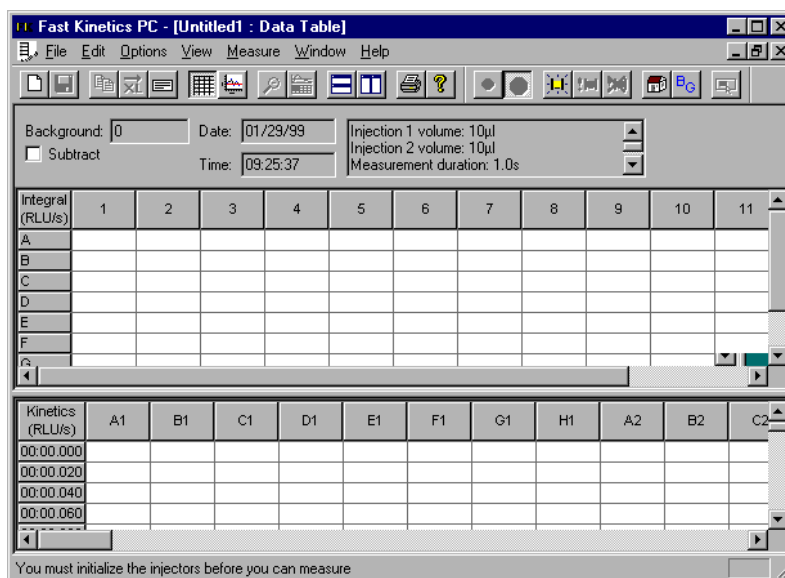 Fast Kinetics PC - [Untitled1 : Data Table]
File Edit Options View Measure Window Help
Background: 0 Date: 01/29/99 Injection 1 volume: 10µl
Injection 2 volume: 10µl
Subtract Time: 09:25:37 Measurement duration: 1.0s
Integral (RLU/s) 1 2 3 4 5 6 7 8 9 10 11
A
B
C
D
E
F
G
Kinetics (RLU/s) A1 B1 C1 D1 E1 F1 G1 H1 A2 B2 C2
00:00.000
00:00.020
00:00.040
00:00.060
You must initialize the injectors before you can measure